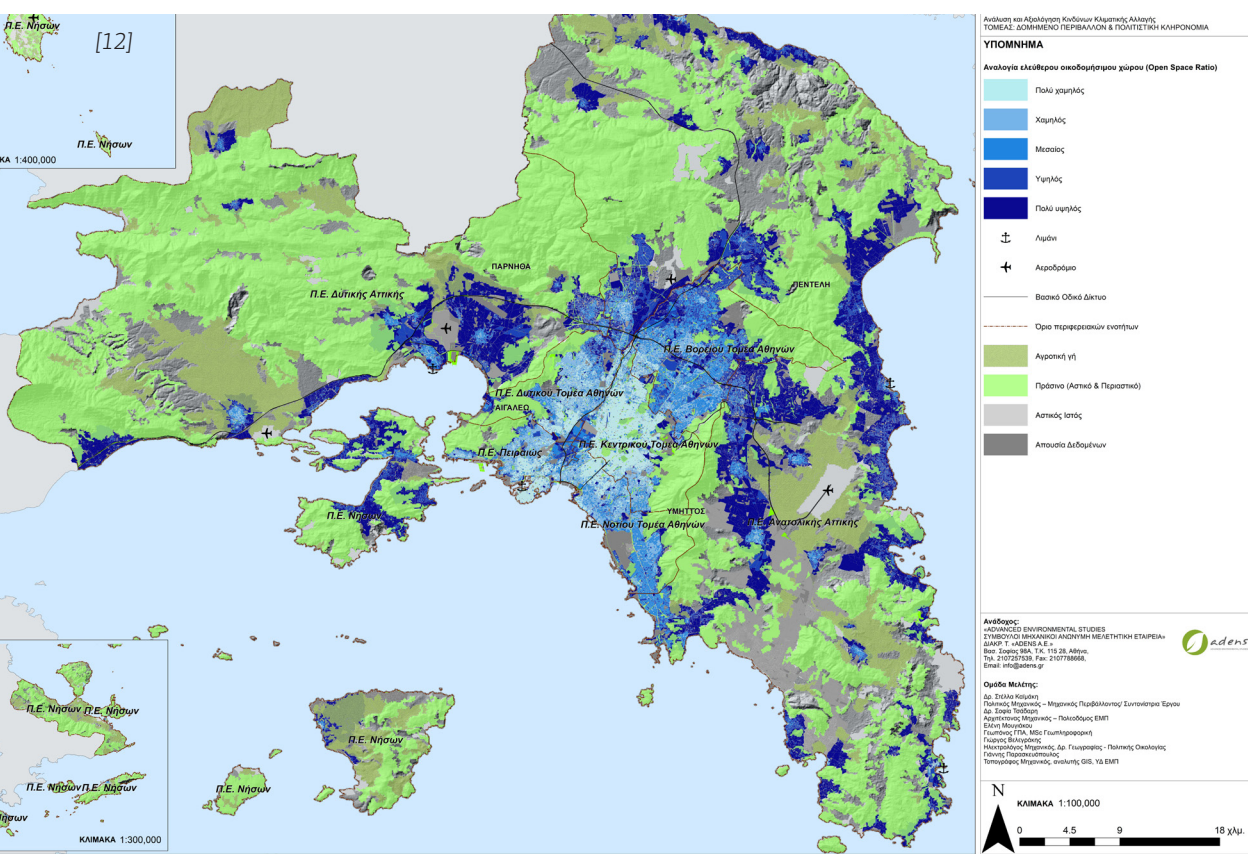 Π.Ε. Νήσων
[12]
Π.Ε. Νήσων
ΚΑ 1:400,000
ΠΑΡΝΗΘΑ
Π.Ε. Δυτικής Αττικής
ΠΕΝΤΕΛΗ
Π.Ε. Βορείου Τομέα Αθηνών
Π.Ε. Δυτικού Τομέα Αθηνών
ΑΙΓΑΛΕΩ
Π.Ε. Κεντρικού Τομέα Αθηνών
Π.Ε. Πειραιώς
Π.Ε. Νήσων
ΥΜΗΤΤΟΣ
Π.Ε. Νοτίου Τομέα Αθηνών
Π.Ε. Ανατολικής Αττικής
Π.Ε. Νήσων
Π.Ε. Νήσων
Π.Ε. Νήσων
Π.Ε. Νήσων
Π.Ε. Νήσων
Π.Ε. Νήσων
ήσων
ΚΛΙΜΑΚΑ 1:300,000
Ανάλυση και Αξιολόγηση Κινδύνων Κλιματικής Αλλαγής
ΤΟΜΕΑΣ: ΔΟΜΗΜΕΝΟ ΠΕΡΙΒΑΛΛΟΝ & ΠΟΛΙΤΙΣΤΙΚΗ ΚΛΗΡΟΝΟΜΙΑ
ΥΠΟΜΝΗΜΑ
Αναλογία ελεύθερου οικοδομήσιμου χώρου (Open Space Ratio)
Πολύ χαμηλός
Χαμηλός
Μεσαίος
Υψηλός
Πολύ υψηλός
Λιμάνι
Αεροδρόμιο
Βασικό Οδικό Δίκτυο
Όριο περιφερειακών ενοτήτων
Αγροτική γή
Πράσινο (Αστικό & Περιαστικό)
Αστικός Ιστός
Απουσία Δεδομένων
Ανάδοχος:
«ADVANCED ENVIRONMENTAL STUDIES
ΣΥΜΒΟΥΛΟΙ ΜΗΧΑΝΙΚΟΙ ΑΝΩΝΥΜΗ ΜΕΛΕΤΗΤΙΚΗ ΕΤΑΙΡΕΙΑ»
ΔΙΑΚΡ. Τ. «ADENS A.E.»
Βασ. Σοφίας 98Α, Τ.Κ. 115 28, Αθήνα,
Τηλ. 2107257539, Fax: 2107788668,
Email: info@adens.gr
adens
Ομάδα Μελέτης:
Δρ. Στέλλα Καϊμάκη
Πολιτικός Μηχανικός – Μηχανικός Περιβάλλοντος/ Συντονίστρια Έργου
Δρ. Σοφία Τσάδαρη
Αρχιτέκτονας Μηχανικός – Πολεοδόμος ΕΜΠ
Ελένη Μουγιάκου
Γεωπόνος ΓΠΑ, MSc Γεωπληροφορική
Γιώργος Βελεγράκης
Ηλεκτρολόγος Μηχανικός, Δρ. Γεωγραφίας - Πολιτικής Οικολογίας
Γιάννης Παρασκευόπουλος
Τοπογράφος Μηχανικός, αναλυτής GIS, ΥΔ ΕΜΠ
N
ΚΛΙΜΑΚΑ 1:100,000
0 4.5 9 18 χλμ.